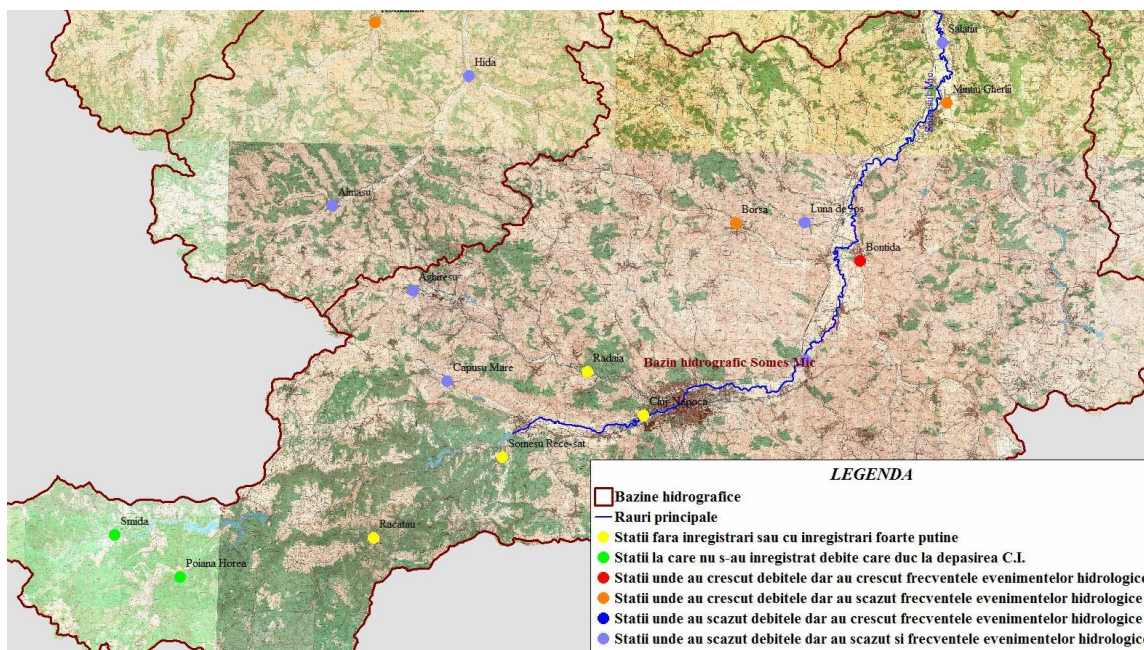 Hida
Salatiu
Mintiu Gherlii
Somesul Mic
Almasu
Borsa
Luna de Jos
Bontida
Aghiresu
Radaia
Bazin hidrografic Somes Mic
Capusu Mare
Cluj-Napoca
Somesu Rece-sat
Smida
Racatau
Poiana Horea
LEGENDA
Bazine hidrografice
Rauri principale
Statii fara inregistrari sau cu inregistrari foarte putine
Statii la care nu s-au inregistrat debite care duc la depasirea C.I.
Statii unde au crescut debitele dar au crescut frecventele evenimentelor hidrologice
Statii unde au crescut debitele dar au scazut frecventele evenimentelor hidrologice
Statii unde au scazut debitele dar au crescut frecventele evenimentelor hidrologice
Statii unde au scazut debitele dar au scazut si frecventele evenimentelor hidrologice